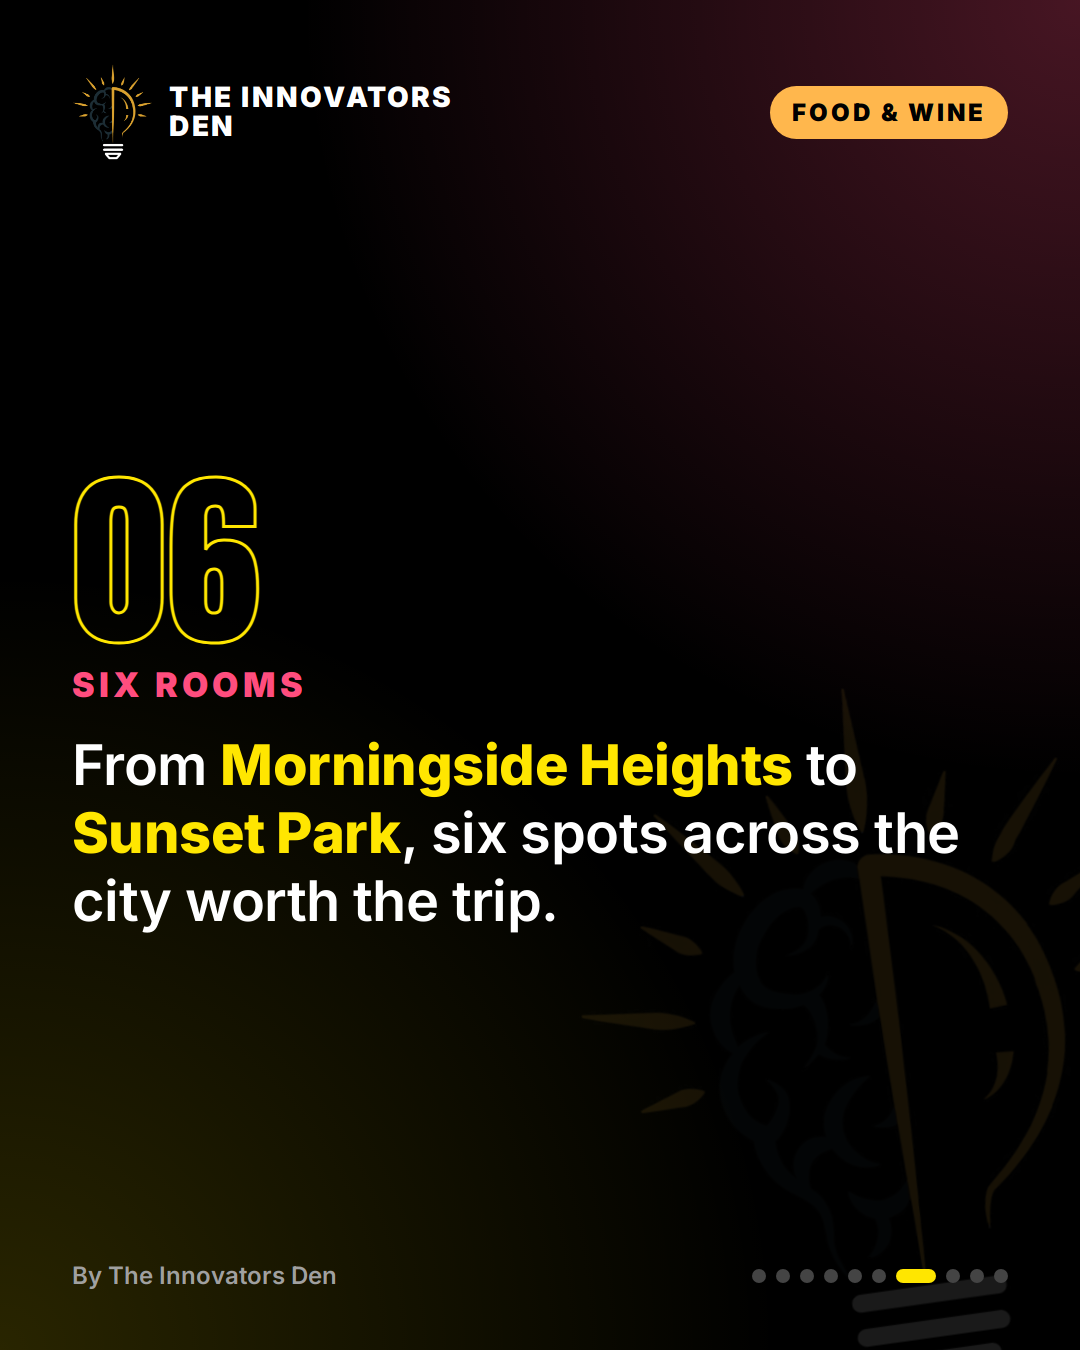 THE INNOVATORS
DEN
FOOD & WINE
06
SIX ROOMS
From Morningside Heights to
Sunset Park, six spots across the
city worth the trip.
By The Innovators Den